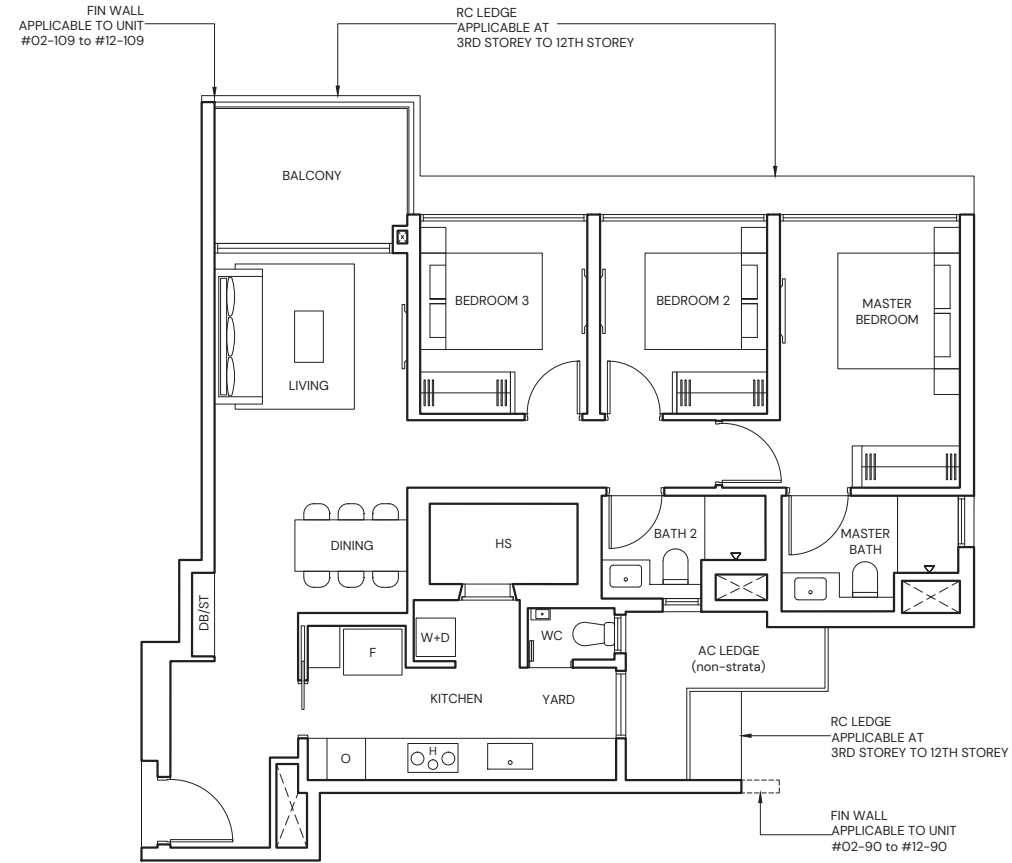 FIN WALL
APPLICABLE TO UNIT
#02-109 to #12-109
RC LEDGE
APPLICABLE AT
3RD STOREY TO 12TH STOREY
BALCONY
BEDROOM 3
BEDROOM 2
MASTER
BEDROOM
LIVING
DINING
HS
BATH 2
MASTER
BATH
DB/ST
W+D
WC
F
AC LEDGE
(non-strata)
KITCHEN
YARD
O
H
RC LEDGE
APPLICABLE AT
3RD STOREY TO 12TH STOREY
FIN WALL
APPLICABLE TO UNIT
#02-90 to #12-90